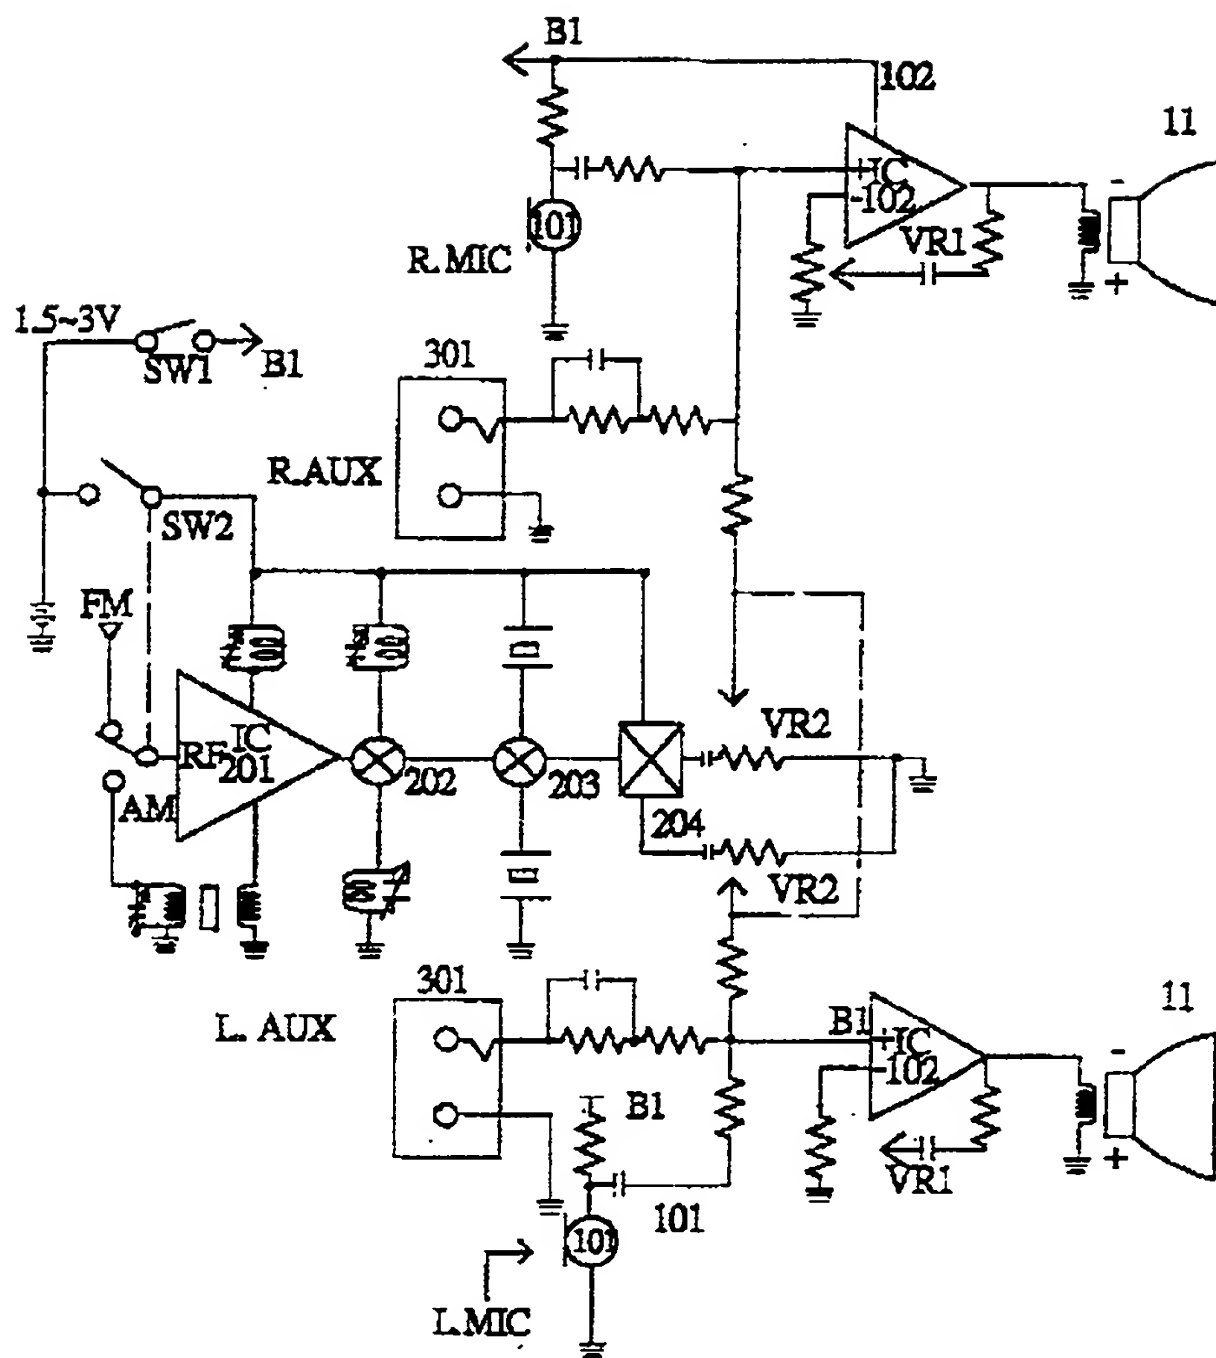 B1
102
11
+IC
-102
101
VR1
R.MIC
-
+
1.5~3V
SW1
B1
301
R.AUX
SW2
FM
IC
RF 201
VR2
202
203
AM
204
VR2
301
11
L. AUX
B1
+IC
-102
-
B1
+
VR1
101
101
L.MIC